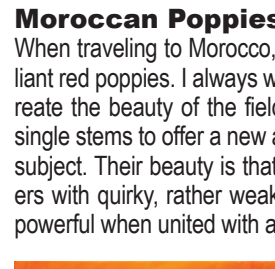 Moroccan Poppies
When traveling to Morocco,
liant red poppies. I always
reate the beauty of the
single stems to offer a new
subject. Their beauty is that
ers with quirky, rather weak
powerful when united with